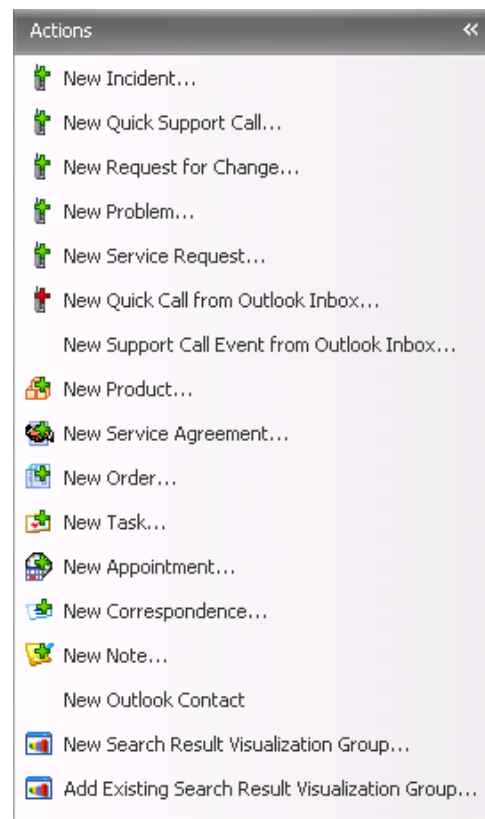 Actions
New Incident...
New Quick Support Call...
New Request for Change...
New Problem...
New Service Request...
New Quick Call from Outlook Inbox...
New Support Call Event from Outlook Inbox...
New Product...
New Service Agreement...
New Order...
New Task...
New Appointment...
New Correspondence...
New Note...
New Outlook Contact
New Search Result Visualization Group...
Add Existing Search Result Visualization Group...